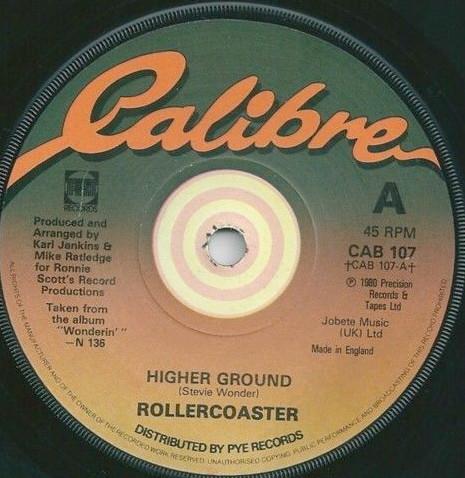 Calibre
RECORDS
A
45 RPM
CAB 107
†CAB 107-A†
℗ 1980 Precision
Records &
Tapes Ltd
Jobete Music
(UK) Ltd
Made in England
Produced and
Arranged by
Karl Jenkins &
Mike Ratledge
for Ronnie
Scott's Record
Productions
Taken from
the album
"Wonderin' "
—N 136
HIGHER GROUND
(Stevie Wonder)
ROLLERCOASTER
DISTRIBUTED BY PYE RECORDS
ALL RIGHTS OF THE MANUFACTURER AND OF THE OWNER OF THE RECORDED WORK RESERVED. UNAUTHORISED COPYING, PUBLIC PERFORMANCE AND BROADCASTING OF THIS RECORD PROHIBITED